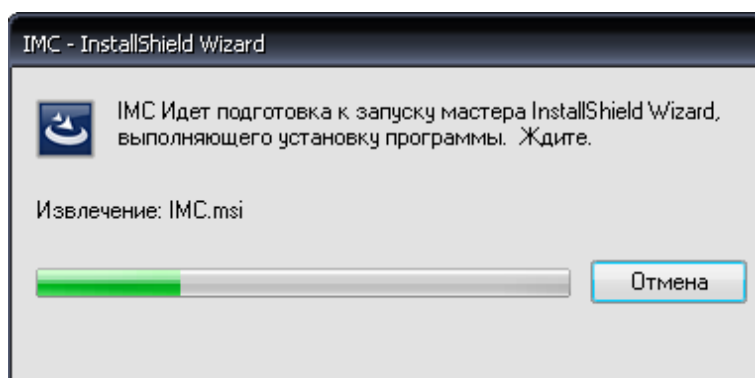 IMC - InstallShield Wizard
IMC Идет подготовка к запуску мастера InstallShield Wizard,
выполняющего установку программы. Ждите.
Извлечение: IMC.msi
Отмена